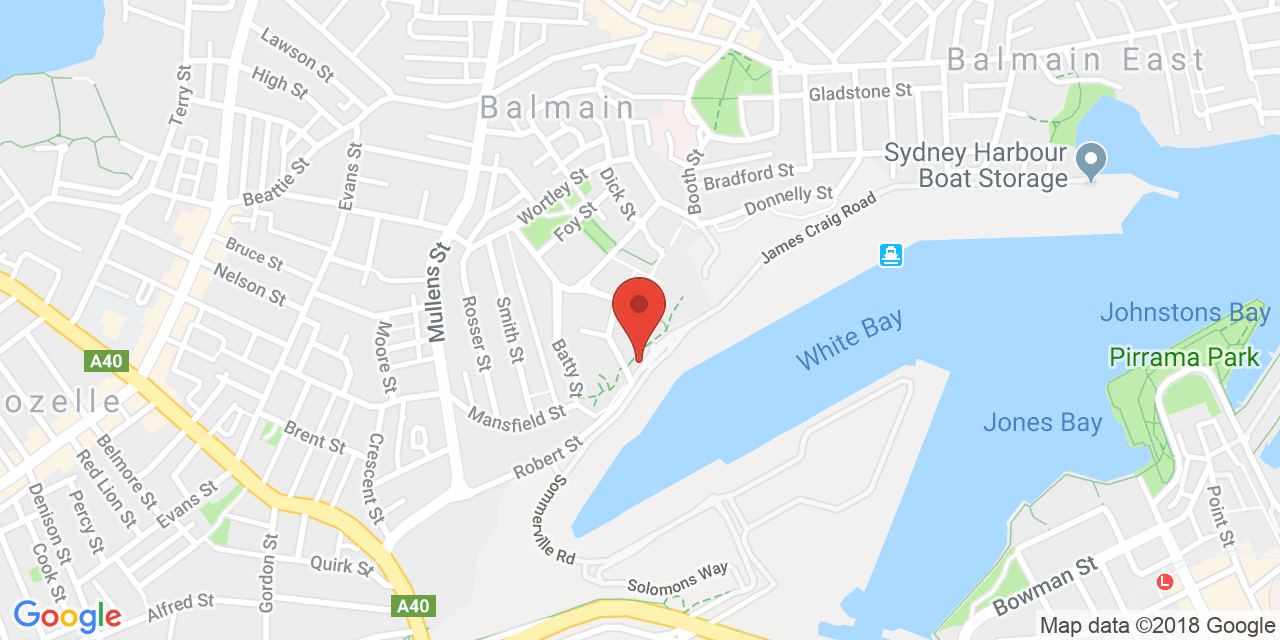 Lawson St
High St
Terry St
Balmain
Balmain East
Gladstone St
Sydney Harbour
Boat Storage
Booth St
Bradford St
Donnelly St
Beattie St
Evans St
Wortley St
Dick St
Foy St
James Craig Road
Bruce St
Nelson St
Mullens St
Rosser St
Smith St
Batty St
Moore St
White Bay
Johnstons Bay
Pirrama Park
A40
ozelle
Jones Bay
Mansfield St
Brent St
Crescent St
Robert St
Belmore St
Red Lion St
Percy St
Denison St
Cook St
Evans St
Gordon St
Quirk St
Sommerville Rd
Solomons Way
Point St
Bowman St
Alfred St
A40
L
Google
Map data ©2018 Google